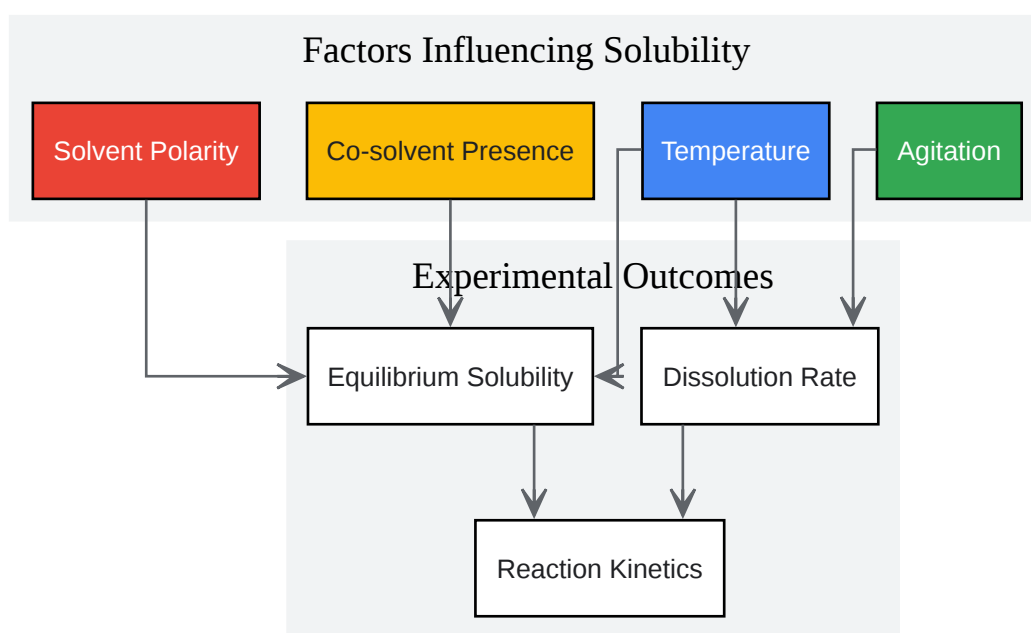 Factors Influencing Solubility
Solvent Polarity
Co-solvent Presence
Temperature
Agitation
Experimental Outcomes
Equilibrium Solubility
Dissolution Rate
Reaction Kinetics